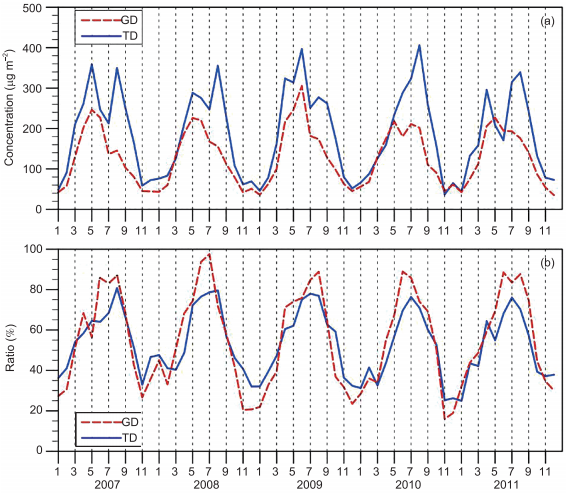 500
400
300
200
100
0
Concentration (µg m⁻²)
GD
TD
(a)
1 3 5 7 9 11 1 3 5 7 9 11 1 3 5 7 9 11 1 3 5 7 9 11 1 3 5 7 9 11
100
80
60
40
20
0
Ratio (%)
(b)
GD
TD
1 3 5 7 9 11 1 3 5 7 9 11 1 3 5 7 9 11 1 3 5 7 9 11 1 3 5 7 9 11
2007 2008 2009 2010 2011